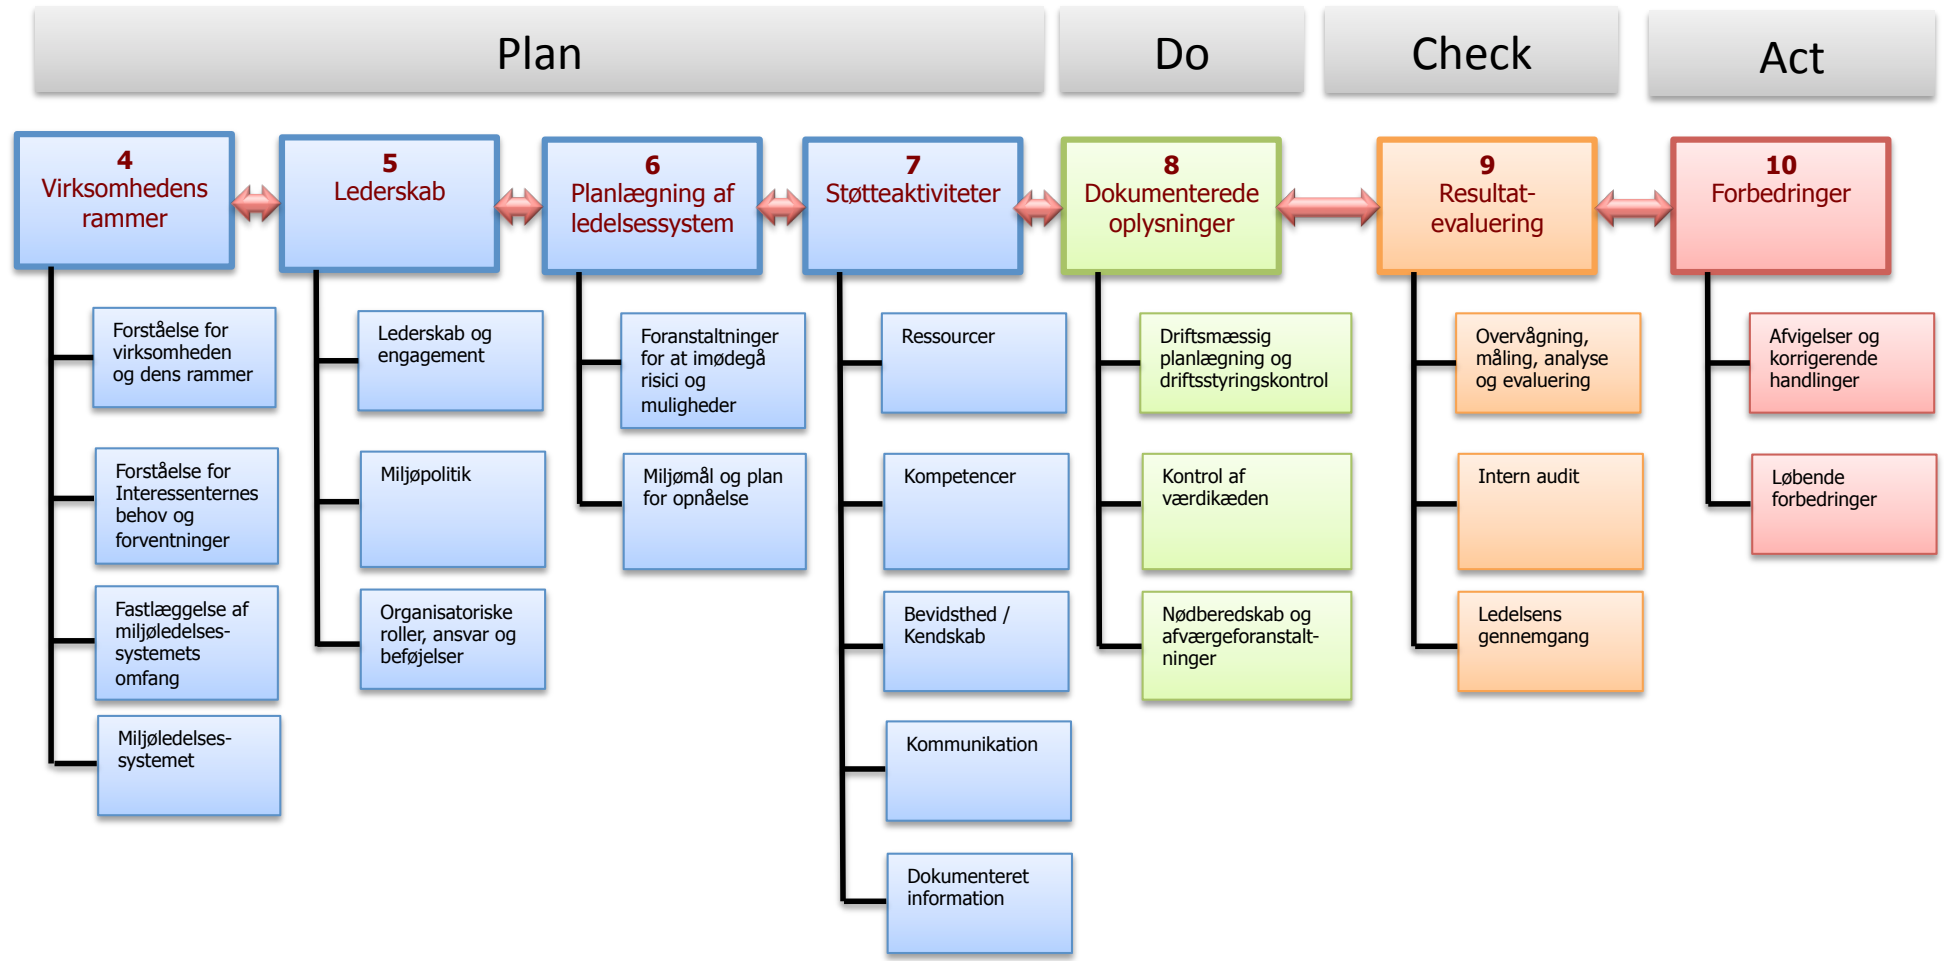 Plan
Do
Check
Act
4
Virksomhedens
rammer
5
Lederskab
6
Planlægning af
ledelsessystem
7
Støtteaktiviteter
8
Dokumenterede
oplysninger
9
Resultat-
evaluering
10
Forbedringer
Forståelse for
virksomheden
og dens rammer
Forståelse for
Interessenternes
behov og
forventninger
Fastlæggelse af
miljøledelses-
systemets
omfang
Miljøledelses-
systemet
Lederskab og
engagement
Miljøpolitik
Organisatoriske
roller, ansvar og
beføjelser
Foranstaltninger
for at imødegå
risici og
muligheder
Miljømål og plan
for opnåelse
Ressourcer
Kompetencer
Bevidsthed /
Kendskab
Kommunikation
Dokumenteret
information
Driftsmæssig
planlægning og
driftsstyringskontrol
Kontrol af
værdikæden
Nødberedskab og
afværgeforanstalt-
ninger
Overvågning,
måling, analyse
og evaluering
Intern audit
Ledelsens
gennemgang
Afvigelser og
korrigerende
handlinger
Løbende
forbedringer